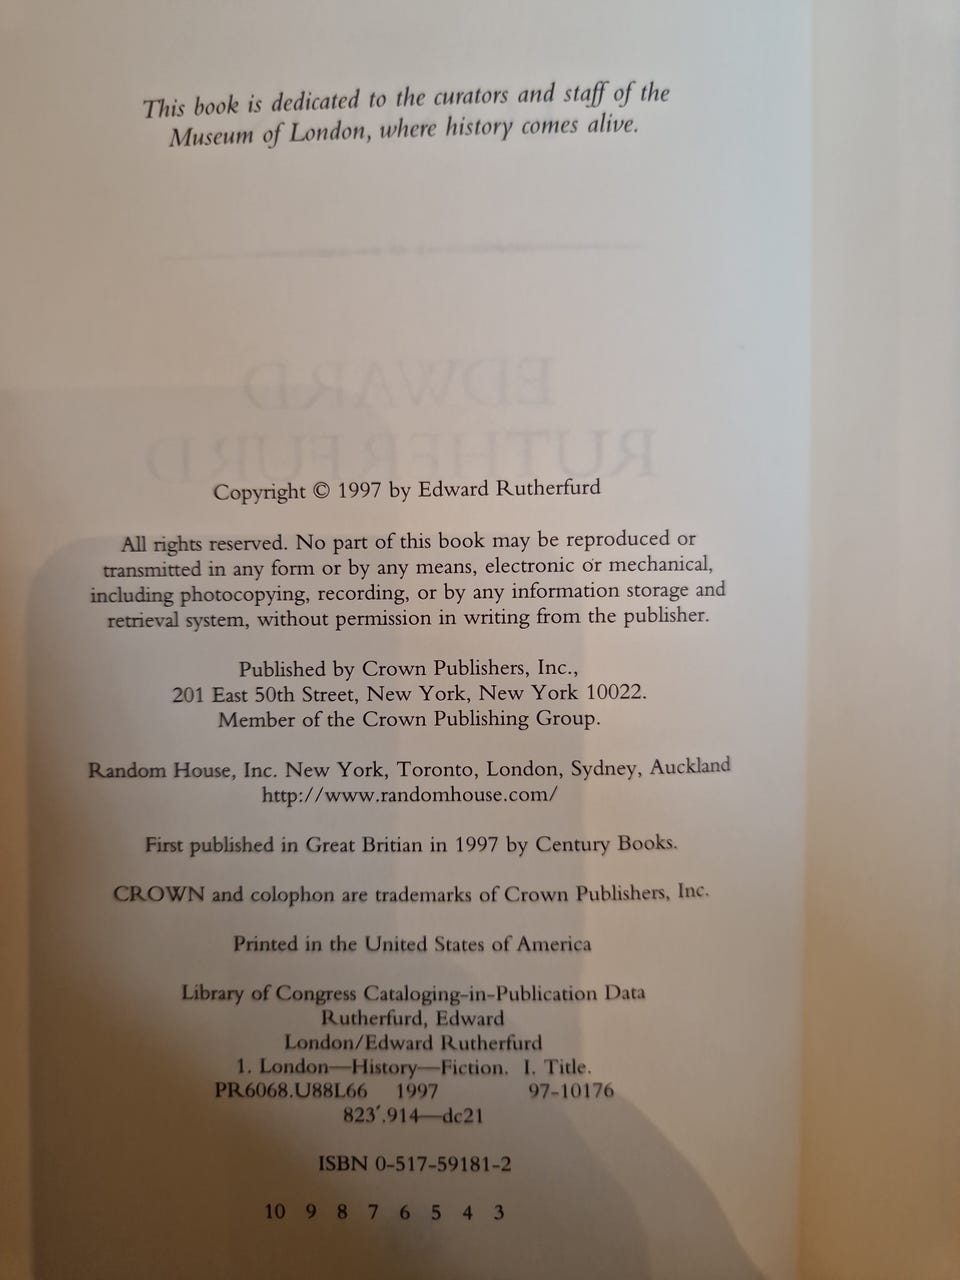 This book is dedicated to the curators and staff of the
Museum of London, where history comes alive.
EDWARD
RUTHERFURD
Copyright © 1997 by Edward Rutherfurd
All rights reserved. No part of this book may be reproduced or
transmitted in any form or by any means, electronic or mechanical,
including photocopying, recording, or by any information storage and
retrieval system, without permission in writing from the publisher.
Published by Crown Publishers, Inc.,
201 East 50th Street, New York, New York 10022.
Member of the Crown Publishing Group.
Random House, Inc. New York, Toronto, London, Sydney, Auckland
http://www.randomhouse.com/
First published in Great Britian in 1997 by Century Books.
CROWN and colophon are trademarks of Crown Publishers, Inc.
Printed in the United States of America
Library of Congress Cataloging-in-Publication Data
Rutherfurd, Edward
London/Edward Rutherfurd
1. London—History—Fiction. I. Title.
PR6068.U88L66 1997 97-10176
823′.914—dc21
ISBN 0-517-59181-2
10 9 8 7 6 5 4 3